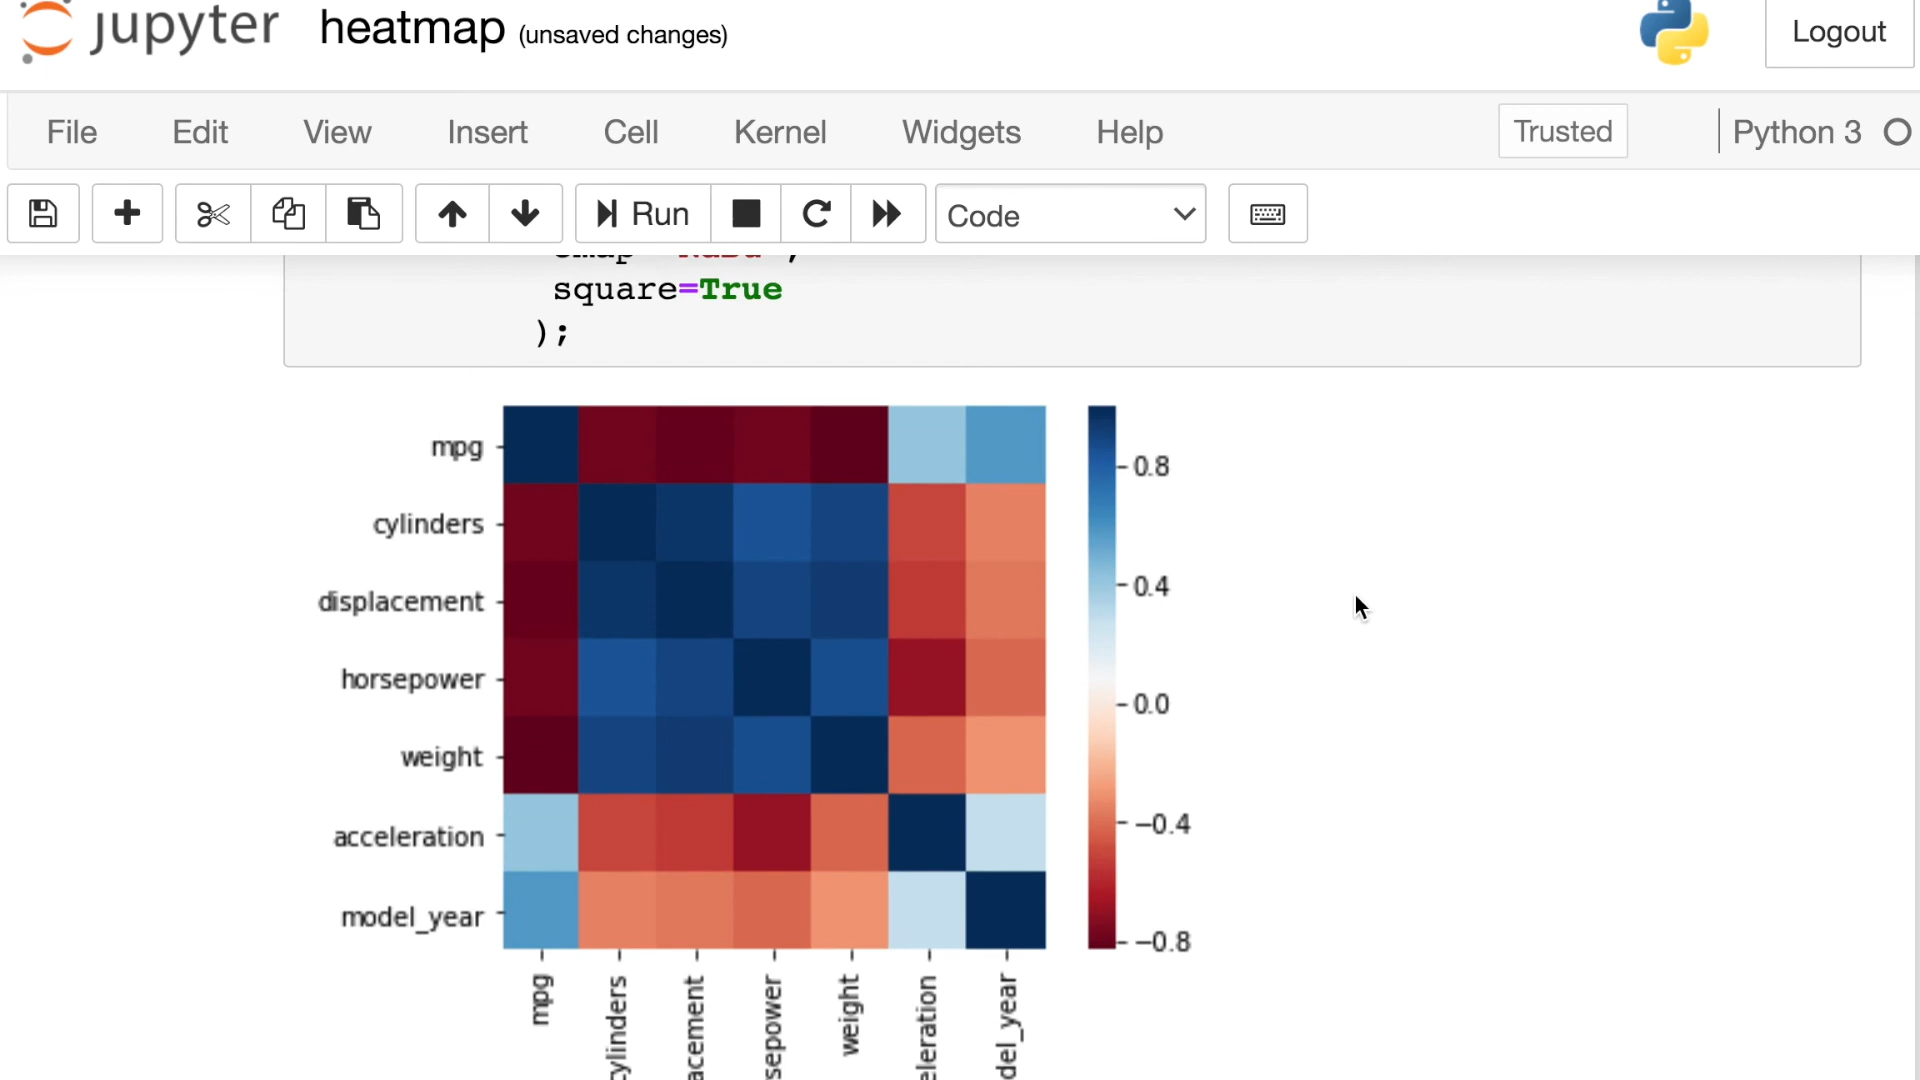 jupyter heatmap (unsaved changes) Logout
File Edit View Insert Cell Kernel Widgets Help Trusted Python 3
Run Code
square=True
);
mpg
cylinders
displacement
horsepower
weight
acceleration
model_year
0.8
0.4
0.0
−0.4
−0.8
mpg
cylinders
acement
sepower
weight
eleration
del_year